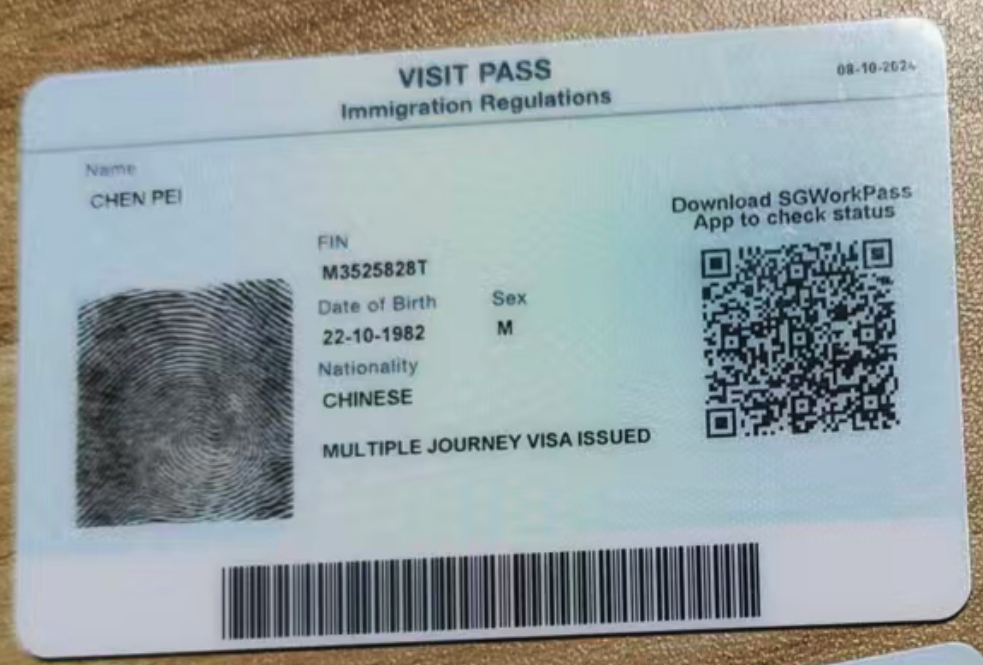 VISIT PASS
Immigration Regulations
08-10-2024
Name
CHEN PEI
Download SGWorkPass
App to check status
FIN
M3525828T
Date of Birth
Sex
22-10-1982
M
Nationality
CHINESE
MULTIPLE JOURNEY VISA ISSUED